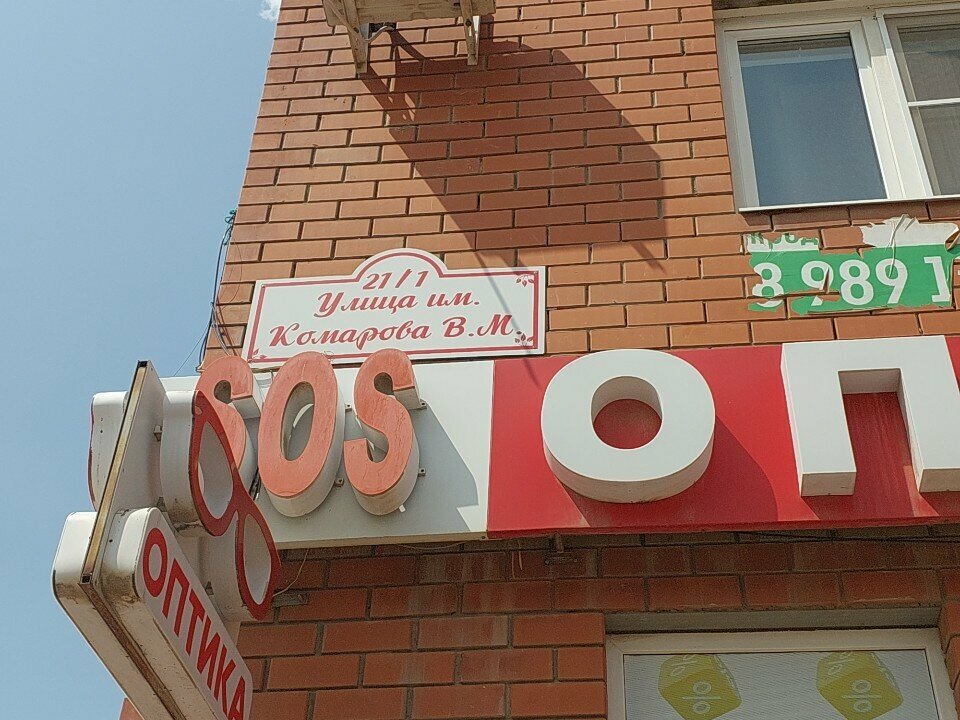 21/1
Улица им.
Комарова В.М.
8 989 1
SOS
ОП
ОПТИКА
%
%